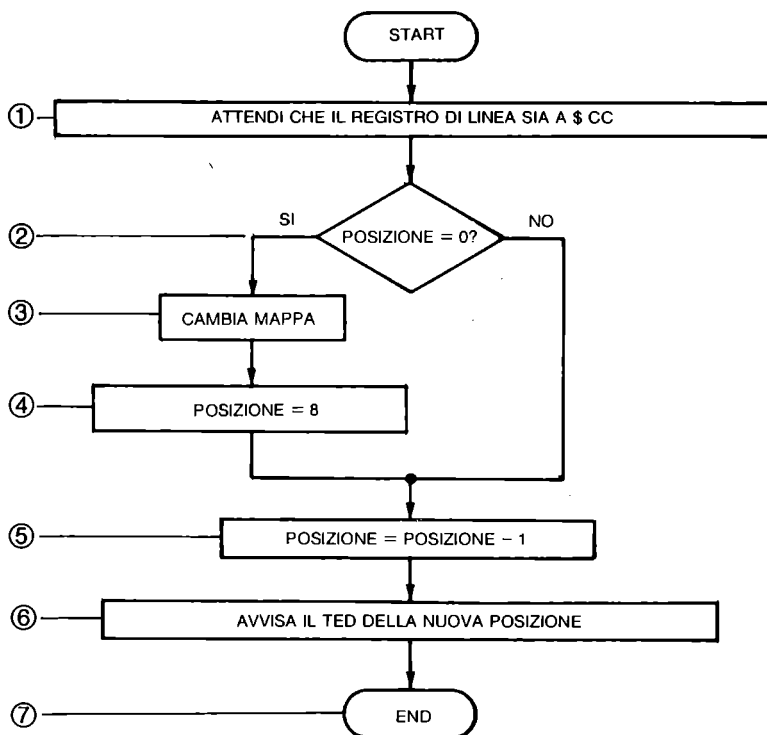 START
① ATTENDI CHE IL REGISTRO DI LINEA SIA A $ CC
SI
NO
② POSIZIONE = 0?
③ CAMBIA MAPPA
④ POSIZIONE = 8
⑤ POSIZIONE = POSIZIONE - 1
⑥ AVVISA IL TED DELLA NUOVA POSIZIONE
⑦ END